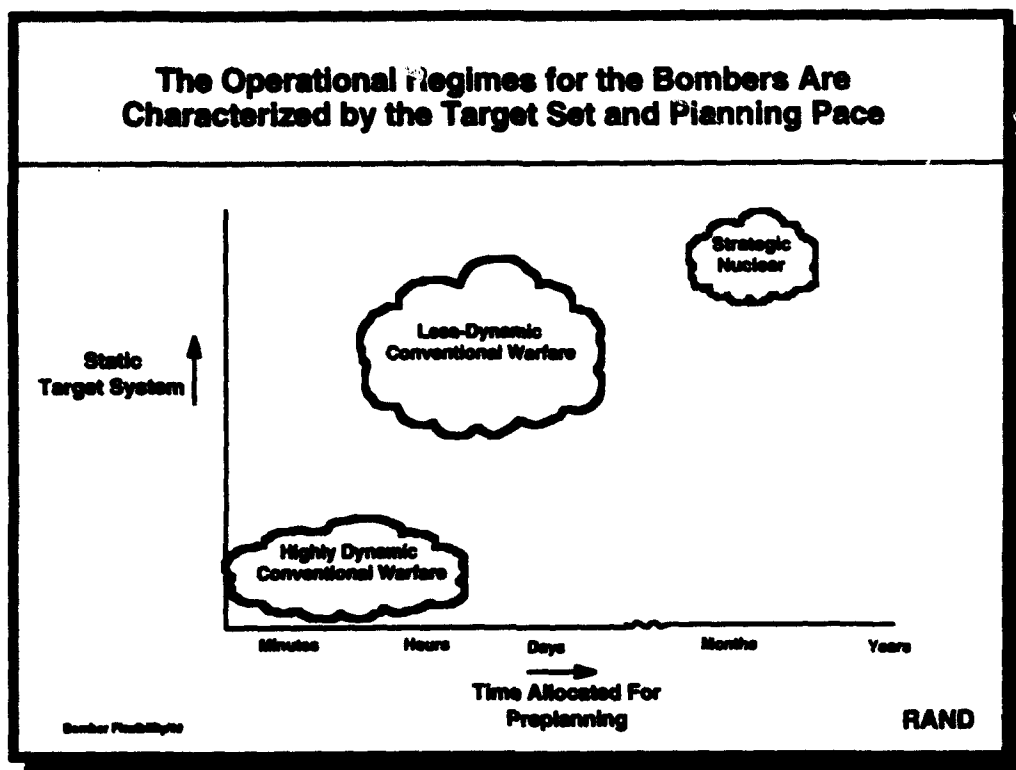 The Operational Regimes for the Bombers Are
Characterized by the Target Set and Planning Pace
Strategic
Nuclear
Less-Dynamic
Conventional Warfare
Static
Target System
Highly Dynamic
Conventional Warfare
Minutes
Hours
Days
Months
Years
Time Allocated For
Preplanning
Bomber Flexibility
RAND